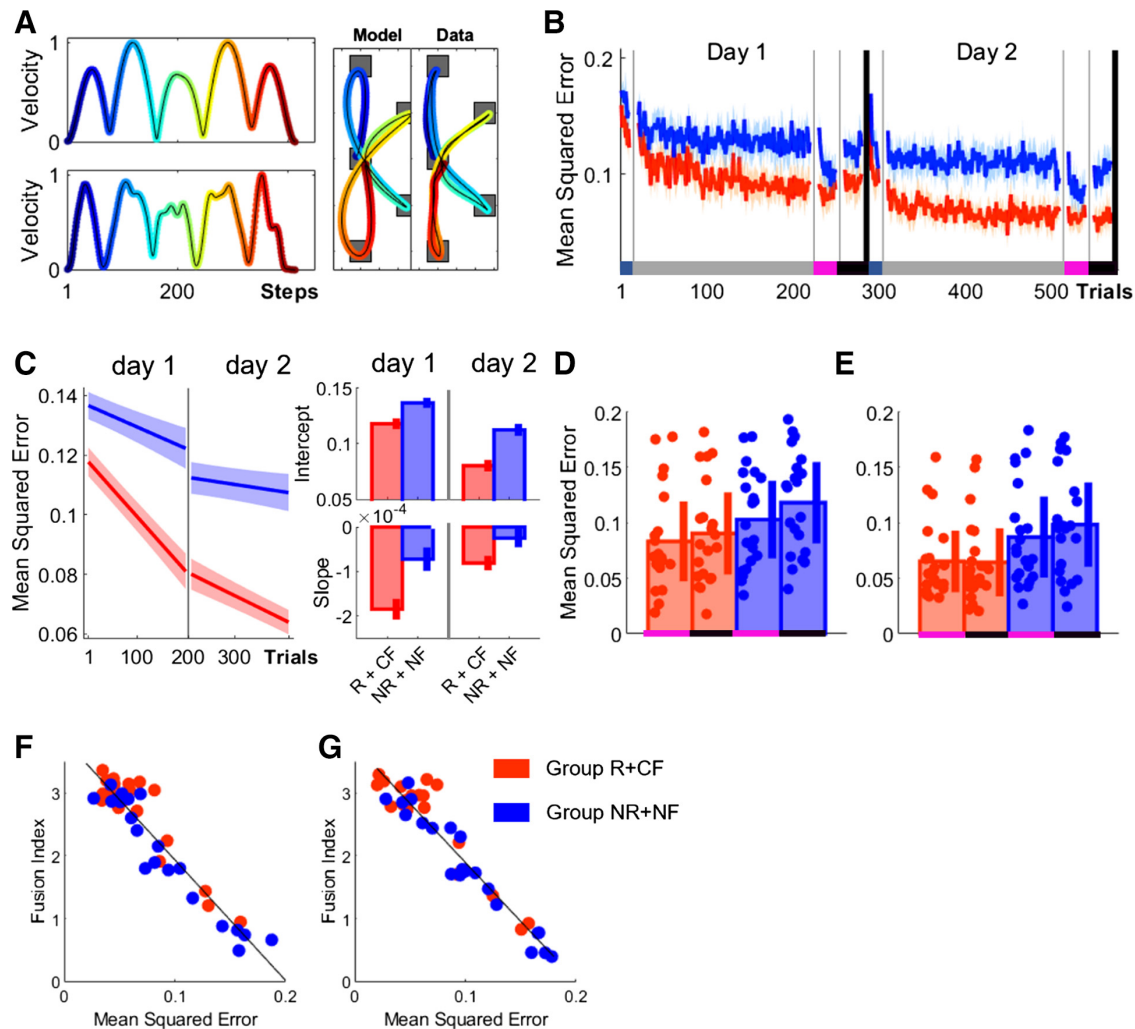 A
Velocity
1
0
Velocity
1
0
1
200
Steps
Model
Data
B
Day 1
Day 2
Mean Squared Error
0.2
0.1
1
100
200
300
400
500
Trials
C
day 1
day 2
Mean Squared Error
0.14
0.12
0.1
0.08
0.06
1
100
200
300
Trials
day 1
day 2
Intercept
0.15
0.1
0.05
× 10⁻⁴
Slope
0
-1
-2
R + CF
NR + NF
R + CF
NR + NF
D
Mean Squared Error
0.2
0.15
0.1
0.05
0
E
0.2
0.15
0.1
0.05
0
F
Fusion Index
3
2
1
0
0
0.1
0.2
Mean Squared Error
G
Fusion Index
3
2
1
0
0
0.1
0.2
Mean Squared Error
Group R+CF
Group NR+NF